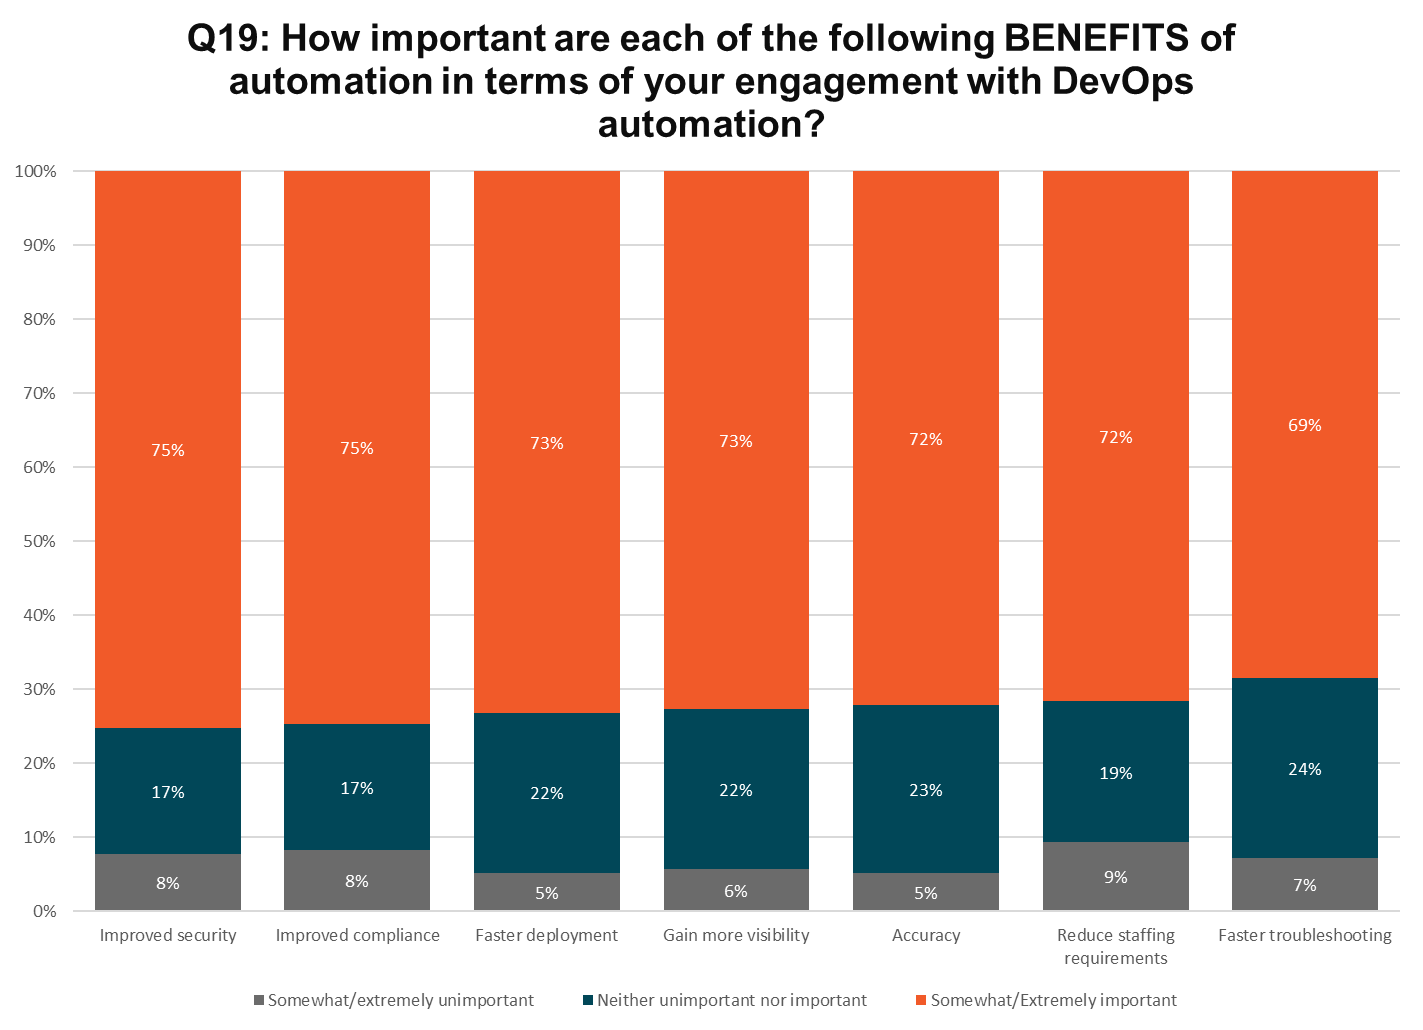 Q19: How important are each of the following BENEFITS of
automation in terms of your engagement with DevOps
automation?
100%
90%
80%
70%
60%
50%
40%
30%
20%
10%
0%
75%
75%
73%
73%
72%
72%
69%
17%
17%
22%
22%
23%
19%
24%
8%
8%
5%
6%
5%
9%
7%
Improved security
Improved compliance
Faster deployment
Gain more visibility
Accuracy
Reduce staffing
requirements
Faster troubleshooting
Somewhat/extremely unimportant
Neither unimportant nor important
Somewhat/Extremely important